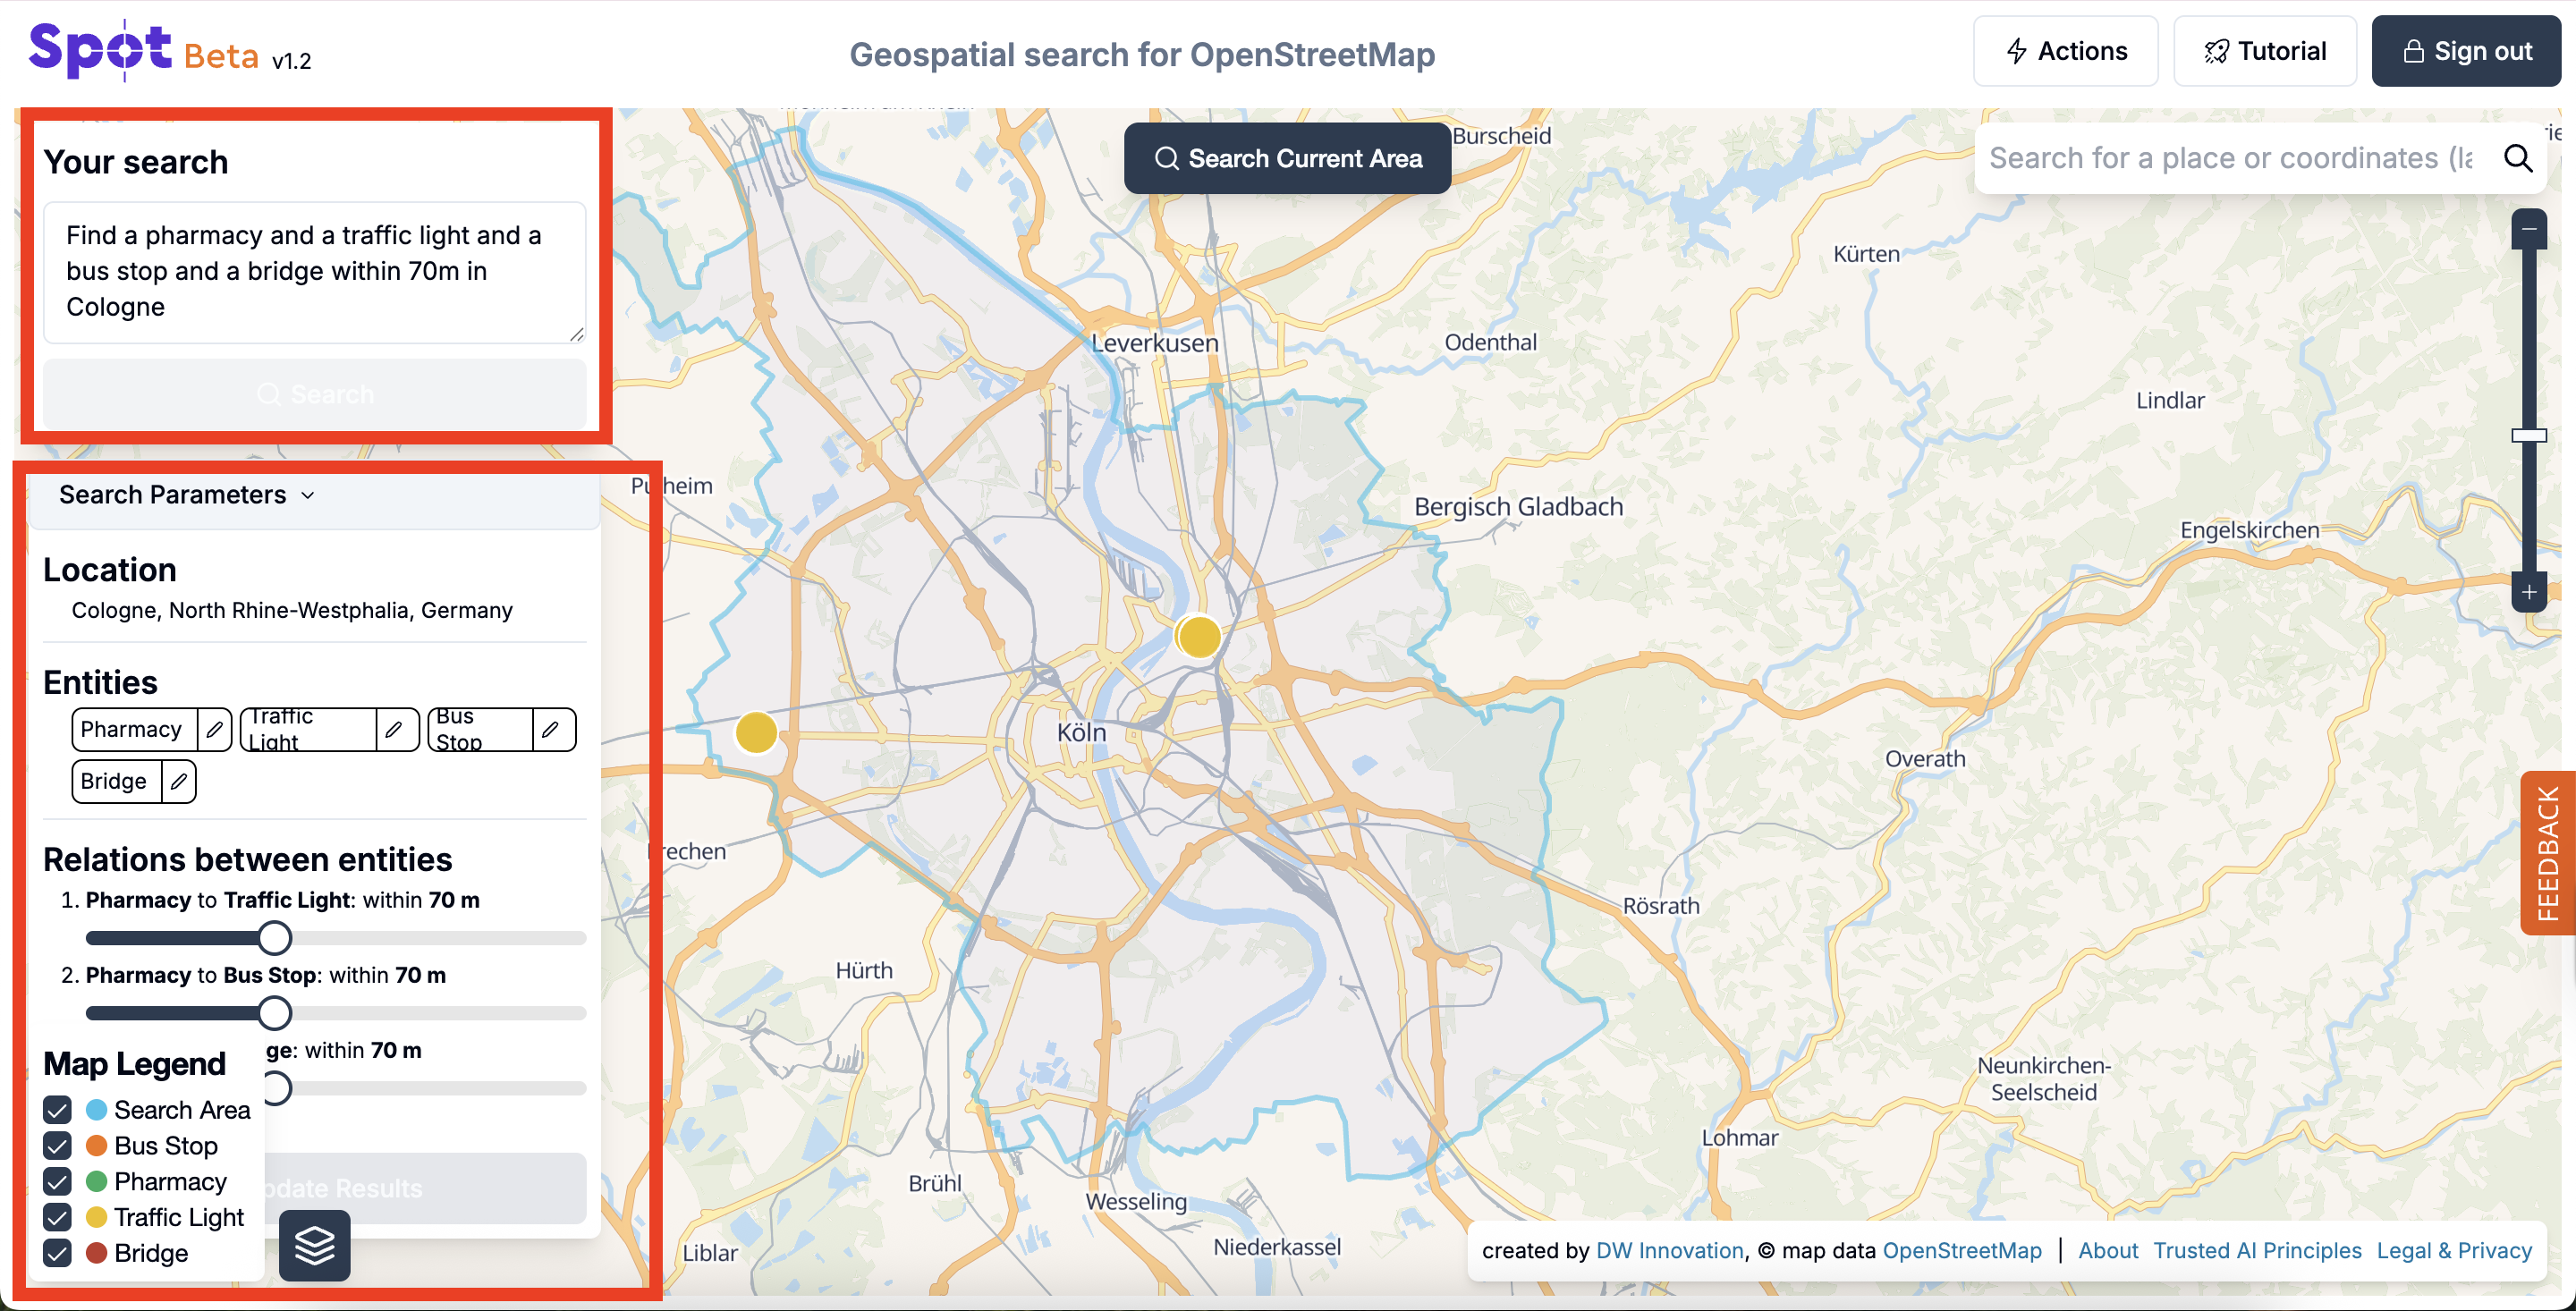 Spot Beta v1.2
Geospatial search for OpenStreetMap
Actions
Tutorial
Sign out
Your search
Find a pharmacy and a traffic light and a
bus stop and a bridge within 70m in
Cologne
Search
Search Parameters
Location
Cologne, North Rhine-Westphalia, Germany
Entities
Pharmacy
Traffic
Light
Bus
Stop
Bridge
Relations between entities
1. Pharmacy to Traffic Light: within 70 m
2. Pharmacy to Bus Stop: within 70 m
ge: within 70 m
Update Results
Map Legend
Search Area
Bus Stop
Pharmacy
Traffic Light
Bridge
Search Current Area
Search for a place or coordinates (la
Burscheid
Kürten
Leverkusen
Odenthal
Lindlar
Bergisch Gladbach
Engelskirchen
Köln
Overath
Rösrath
Hürth
Neunkirchen-
Seelscheid
Lohmar
Brühl
Wesseling
Liblar
Niederkassel
FEEDBACK
created by DW Innovation, © map data OpenStreetMap | About Trusted AI Principles Legal & Privacy